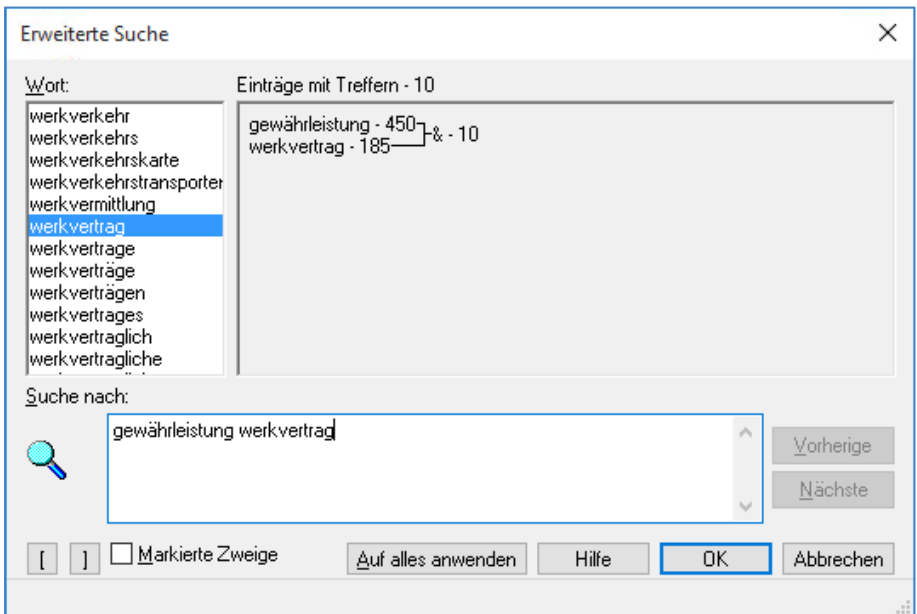 Erweiterte Suche
Wort:
Einträge mit Treffern - 10
werkverkehr
werkverkehrs
werkverkehrskarte
werkverkehrstransporter
werkvermittlung
werkvertrag
werkvertrage
werkverträge
werkverträgen
werkvertrages
werkvertraglich
werkvertragliche
gewährleistung - 450
werkvertrag - 185
& - 10
Suche nach:
gewährleistung werkvertrag
Vorherige
Nächste
[ ] Markierte Zweige
Auf alles anwenden
Hilfe
OK
Abbrechen